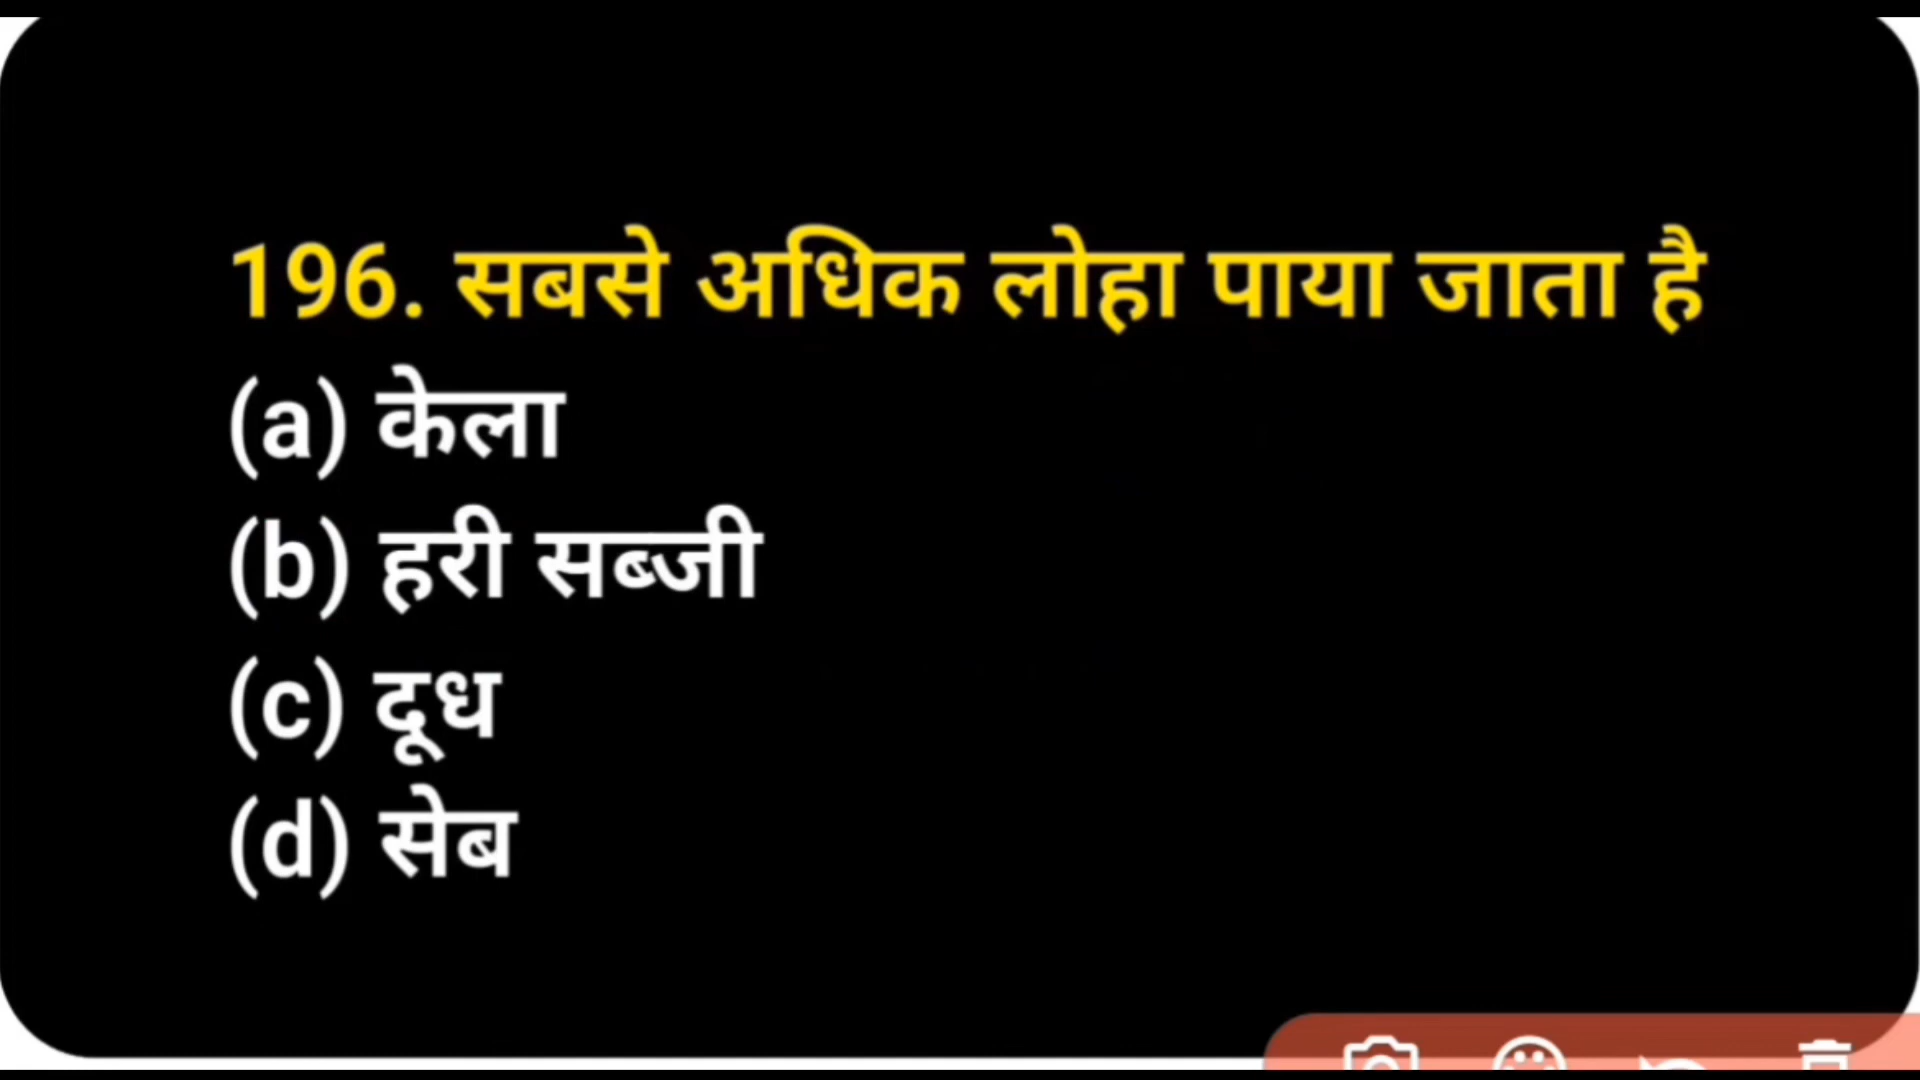 196. सबसे अधिक लोहा पाया जाता है
(a) केला
(b) हरी सब्जी
(c) दूध
(d) सेब